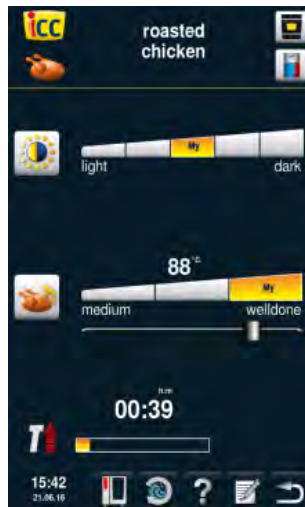 icc
roasted
chicken
My
light
dark
88°C
My
medium
welldone
h:m
00:39
T
15:42
?
21.06.16